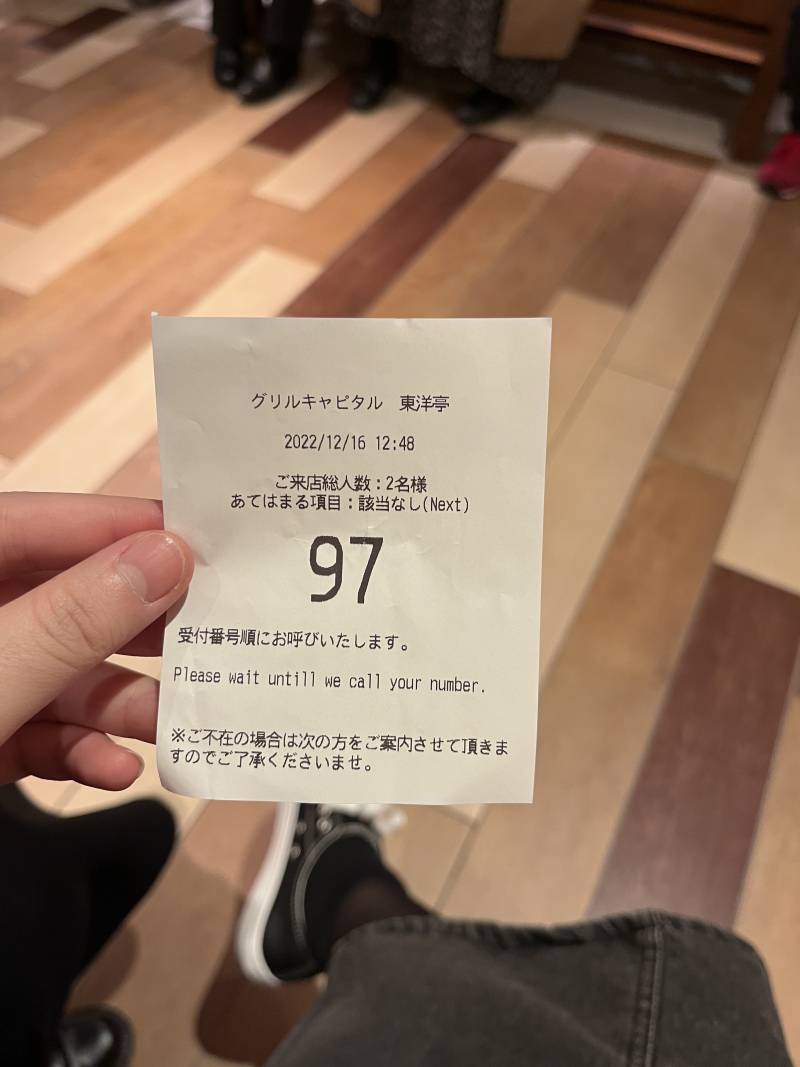 グリルキャピタル 東洋亭
2022/12/16 12:48
ご来店総人数：2名様
あてはまる項目：該当なし(Next)
97
受付番号順にお呼びいたします。
Please wait untill we call your number.
※ご不在の場合は次の方をご案内させて頂きま
すのでご了承くださいませ。